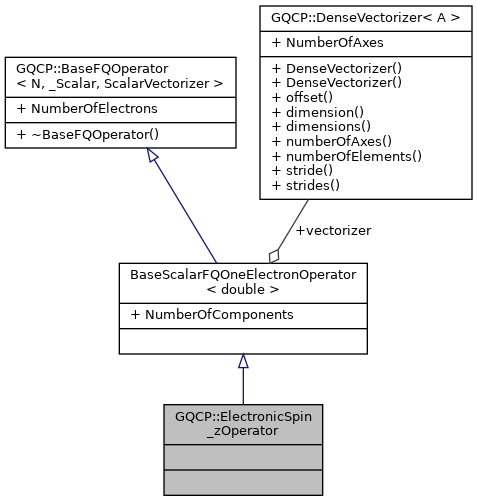 GQCP::DenseVectorizer< A >
+ NumberOfAxes
+ DenseVectorizer()
+ DenseVectorizer()
+ offset()
+ dimension()
+ dimensions()
+ numberOfAxes()
+ numberOfElements()
+ stride()
+ strides()
GQCP::BaseFQOperator
< N, _Scalar, ScalarVectorizer >
+ NumberOfElectrons
+ ~BaseFQOperator()
+vectorizer
BaseScalarFQOneElectronOperator
< double >
+ NumberOfComponents
GQCP::ElectronicSpin
_zOperator